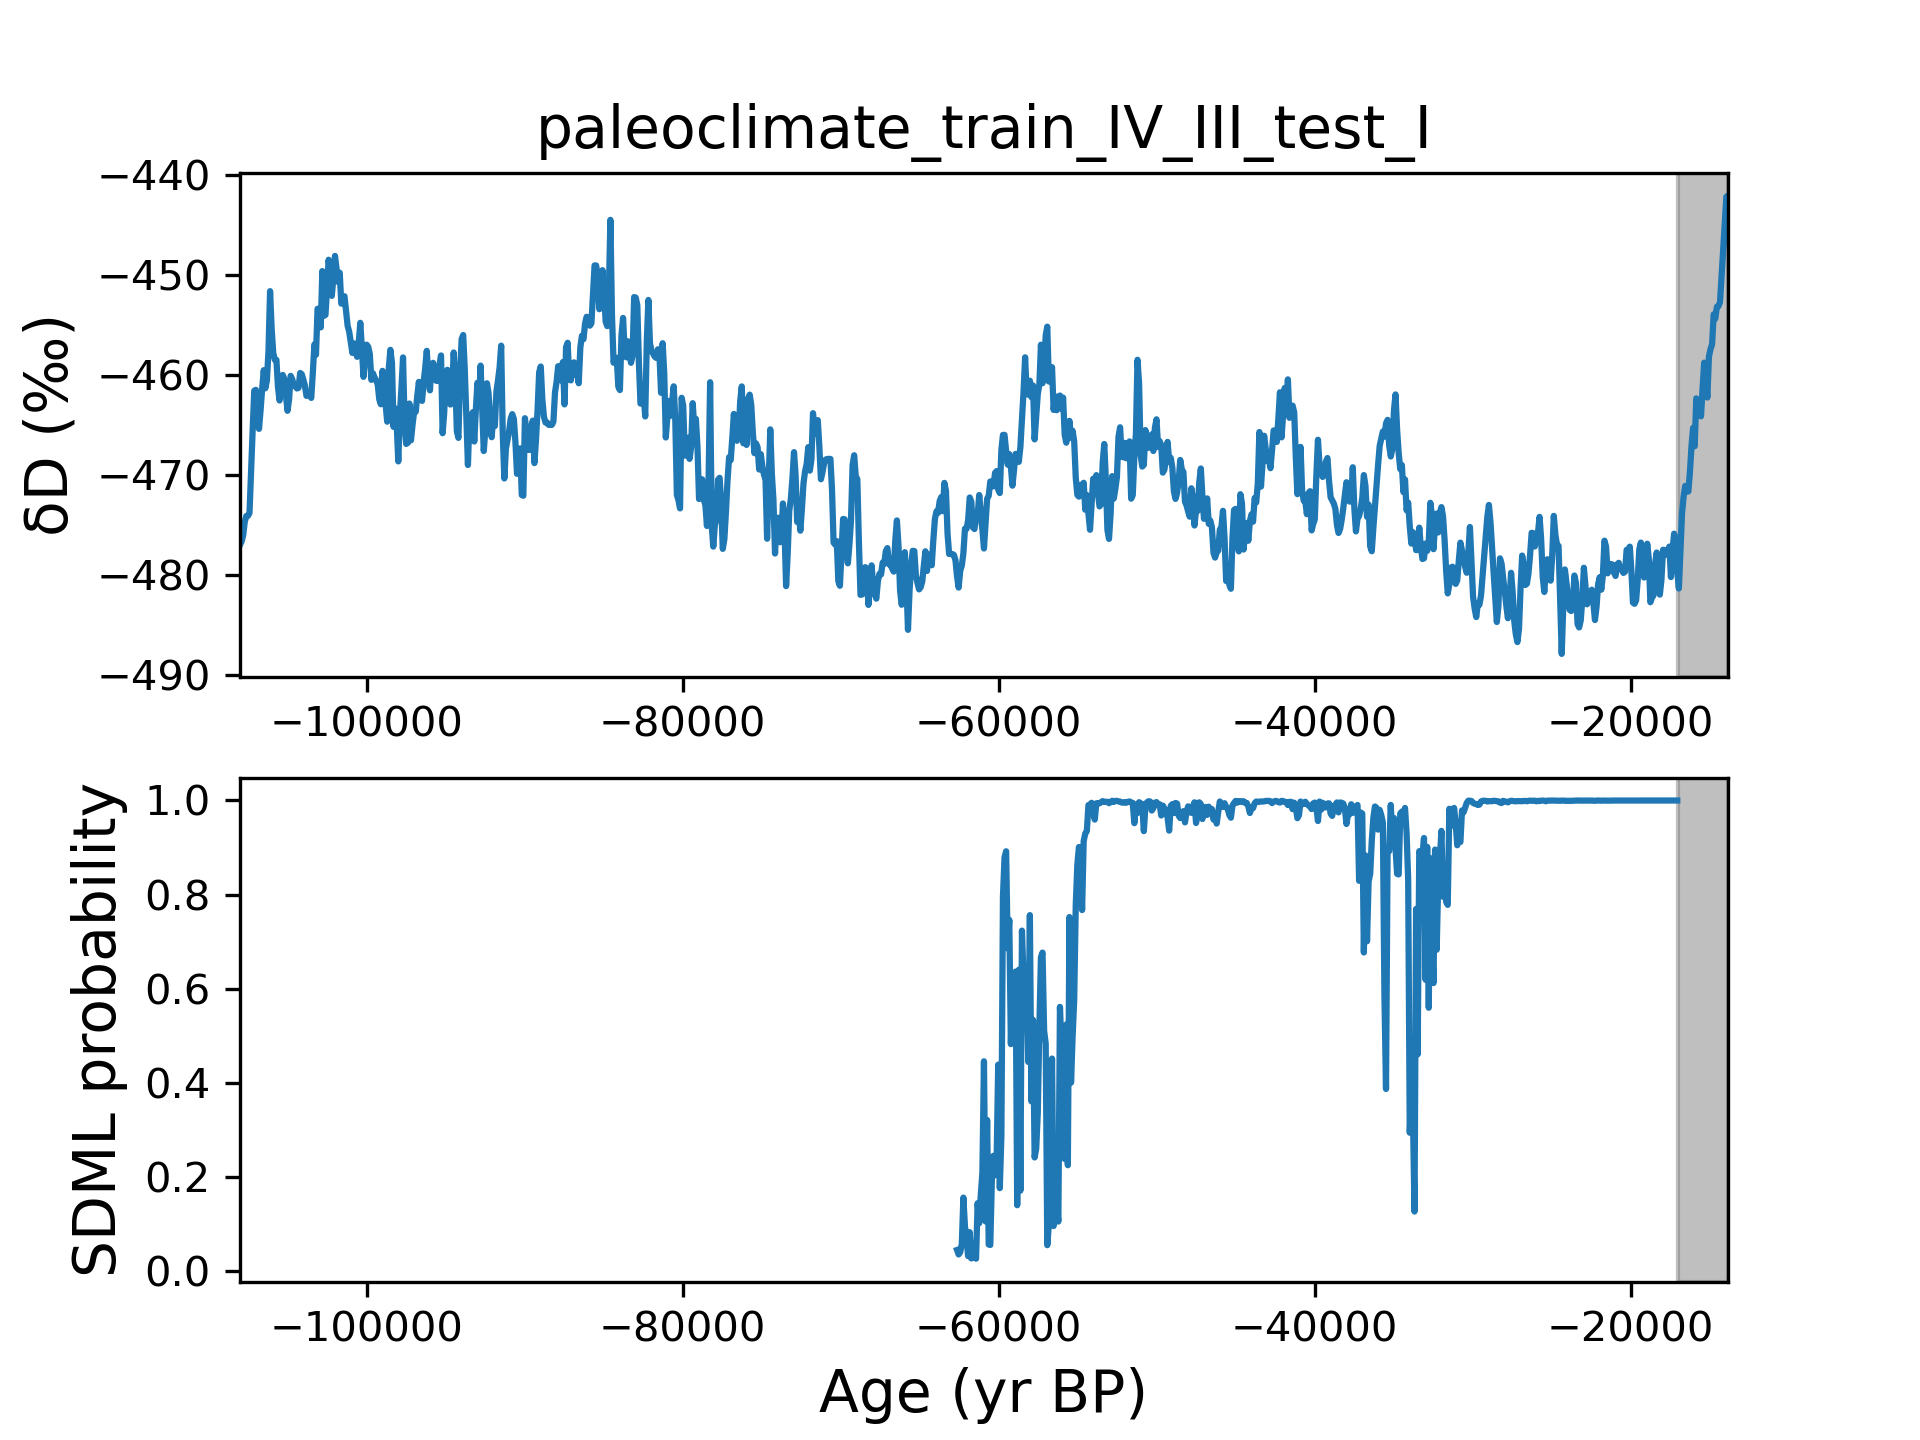 paleoclimate_train_IV_III_test_I
δD (‰)
−440
−450
−460
−470
−480
−490
−100000 −80000 −60000 −40000 −20000
SDML probability
1.0
0.8
0.6
0.4
0.2
0.0
−100000 −80000 −60000 −40000 −20000
Age (yr BP)